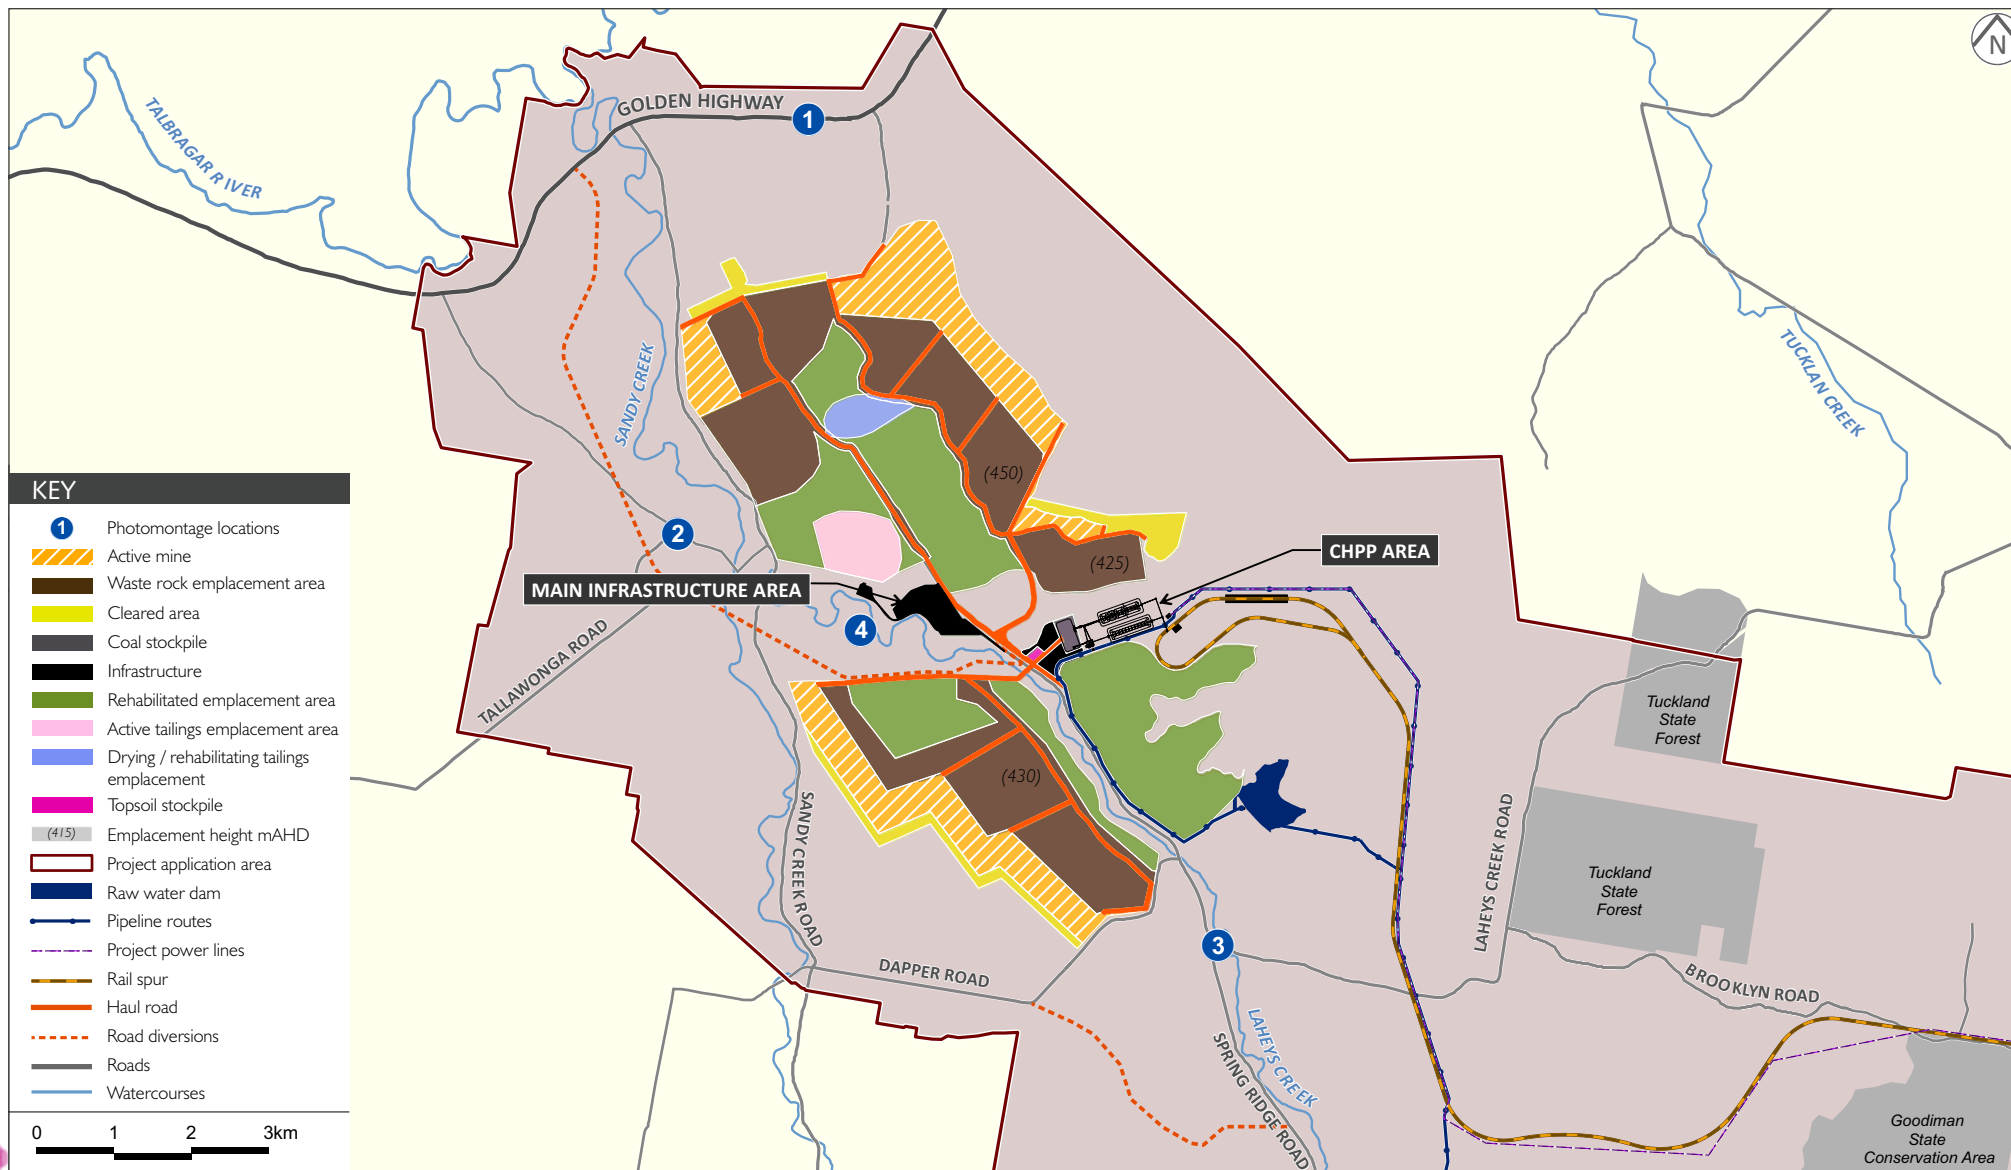 N
GOLDEN HIGHWAY
1
TALBRAGAR RIVER
SANDY CREEK
TUCKLAN CREEK
(450)
2
(425)
CHPP AREA
MAIN INFRASTRUCTURE AREA
4
TALLAWONGA ROAD
Tuckland
State
Forest
(430)
SANDY CREEK ROAD
LAHEYS CREEK ROAD
Tuckland
State
Forest
3
DAPPER ROAD
BROOKLYN ROAD
LAHEYS CREEK
SPRING RIDGE ROAD
Goodiman
State
Conservation Area
KEY
1 Photomontage locations
Active mine
Waste rock emplacement area
Cleared area
Coal stockpile
Infrastructure
Rehabilitated emplacement area
Active tailings emplacement area
Drying / rehabilitating tailings
emplacement
Topsoil stockpile
(415) Emplacement height mAHD
Project application area
Raw water dam
Pipeline routes
Project power lines
Rail spur
Haul road
Road diversions
Roads
Watercourses
0 1 2 3km